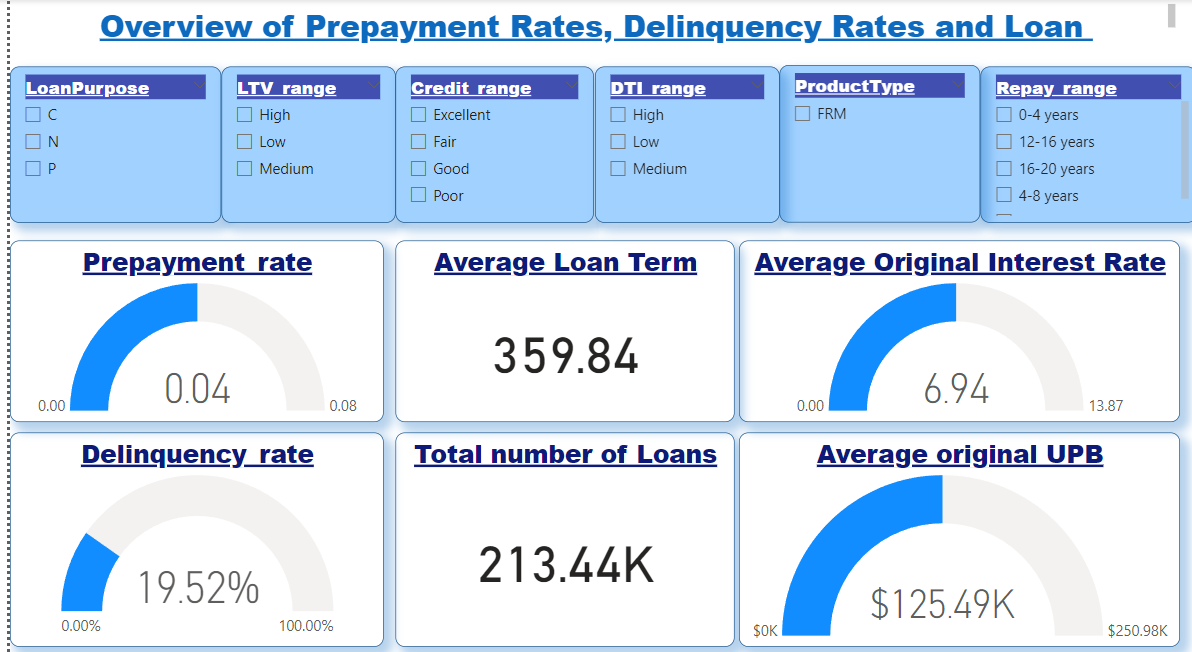 Overview of Prepayment Rates, Delinquency Rates and Loan
LoanPurpose
C
N
P
LTV_range
High
Low
Medium
Credit_range
Excellent
Fair
Good
Poor
DTI_range
High
Low
Medium
ProductType
FRM
Repay_range
0-4 years
12-16 years
16-20 years
4-8 years
Prepayment_rate
0.04
0.00
0.08
Average Loan Term
359.84
Average Original Interest Rate
6.94
0.00
13.87
Delinquency_rate
19.52%
0.00%
100.00%
Total number of Loans
213.44K
Average original UPB
$125.49K
$0K
$250.98K